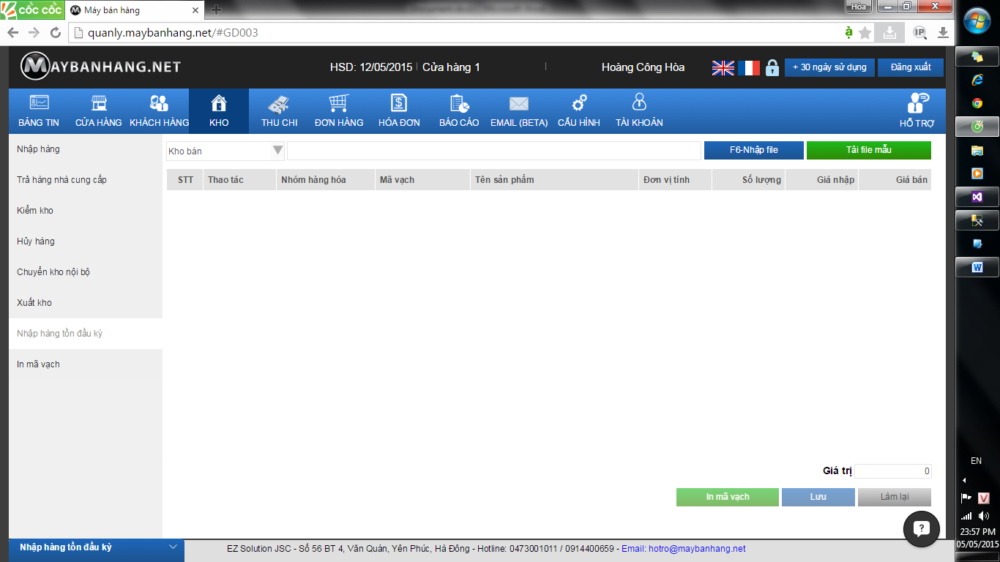 CỐC CỐC
Máy bán hàng
Hòa
quanly.maybanhang.net/#GD003
IP
MAYBANHANG.NET
HSD: 12/05/2015 | Cửa hàng 1
Hoàng Công Hòa
+ 30 ngày sử dụng
Đăng xuất
BẢNG TIN
CỬA HÀNG
KHÁCH HÀNG
KHO
THU CHI
ĐƠN HÀNG
HÓA ĐƠN
BÁO CÁO
EMAIL (BETA)
CẤU HÌNH
TÀI KHOẢN
HỖ TRỢ
Nhập hàng
Trả hàng nhà cung cấp
Kiểm kho
Hủy hàng
Chuyển kho nội bộ
Xuất kho
Nhập hàng tồn đầu kỳ
In mã vạch
Kho bán
F6-Nhập file
Tải file mẫu
STT Thao tác Nhóm hàng hóa Mã vạch Tên sản phẩm Đơn vị tính Số lượng Giá nhập Giá bán
Giá trị 0
In mã vạch
Lưu
Làm lại
Nhập hàng tồn đầu kỳ
EZ Solution JSC - Số 56 BT 4, Văn Quán, Yên Phúc, Hà Đông - Hotline: 0473001011 / 0914400659 - Email: hotro@maybanhang.net
EN
23:57 PM
05/05/2015